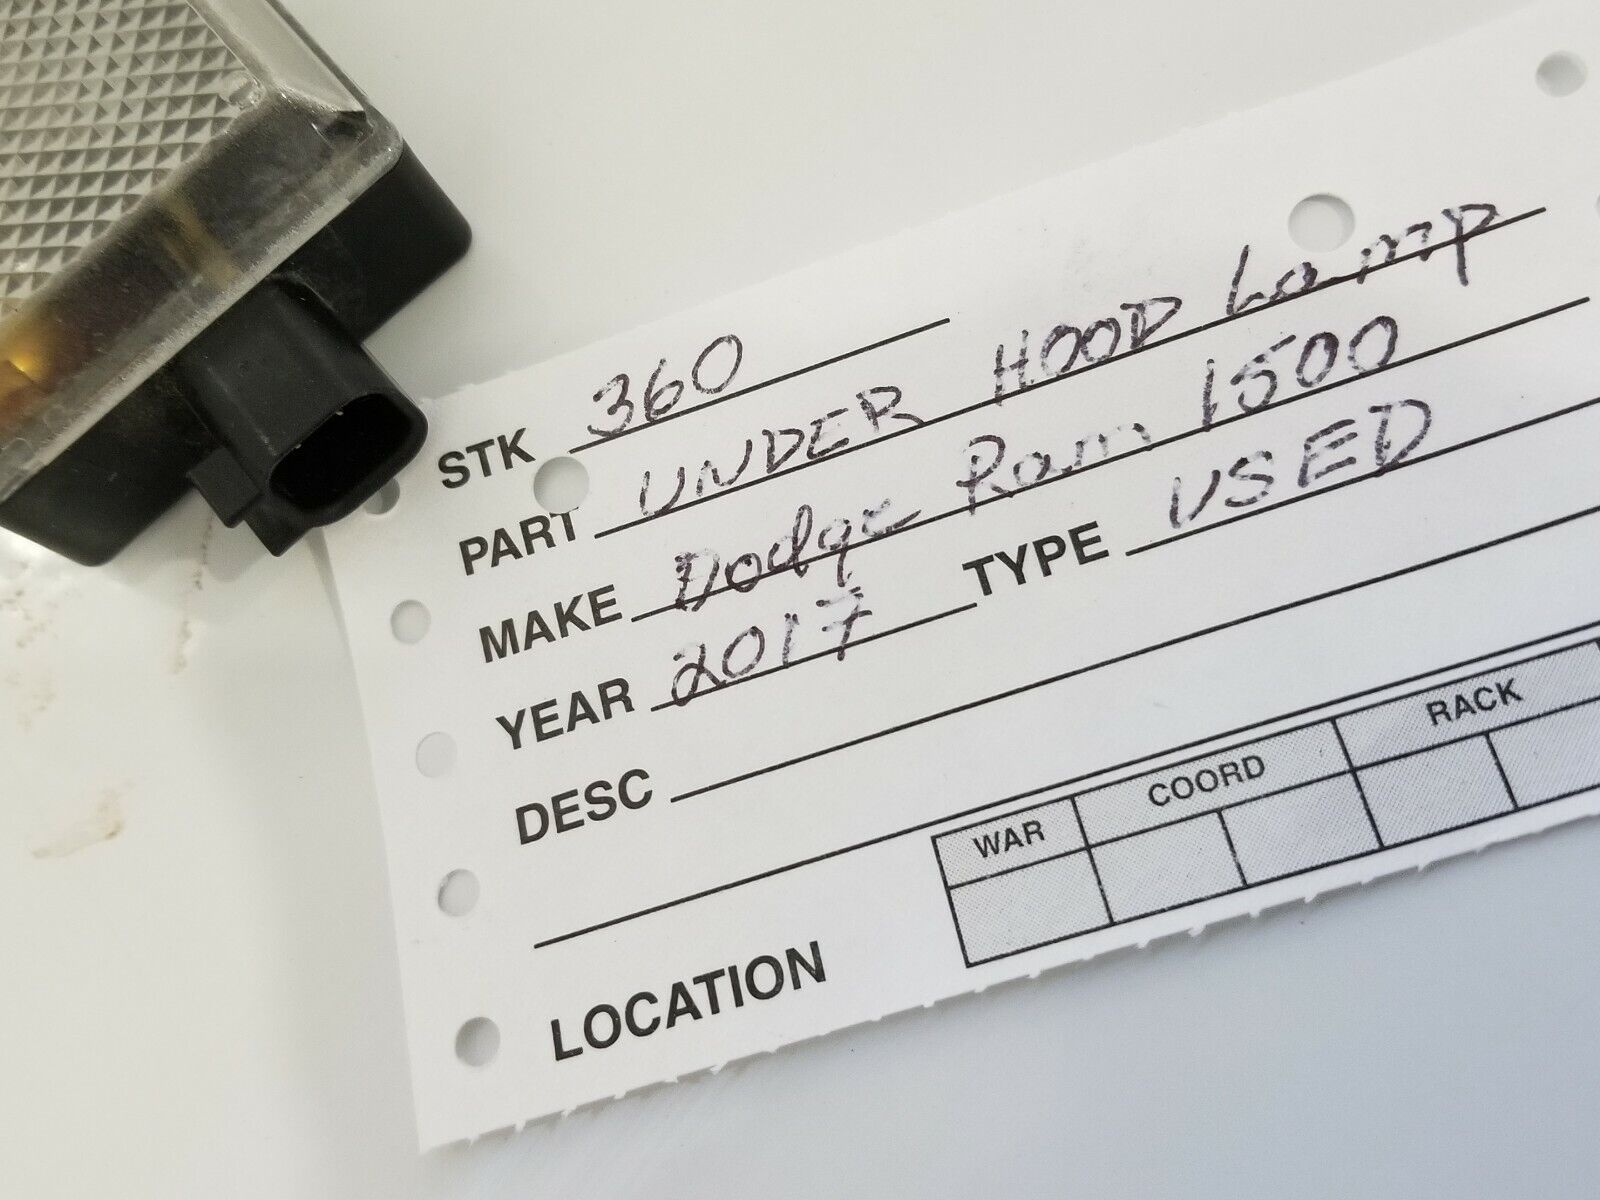 STK 360
PART UNDER HOOD Lamp
MAKE Dodge Ram 1500
YEAR 2017 TYPE USED
DESC
LOCATION
WAR COORD RACK